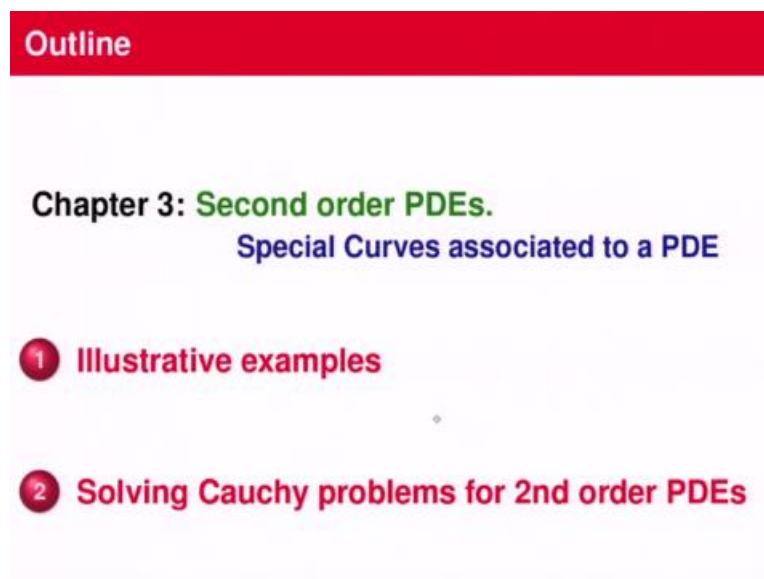 Outline
Chapter 3: Second order PDEs.
Special Curves associated to a PDE
1 Illustrative examples
2 Solving Cauchy problems for 2nd order PDEs